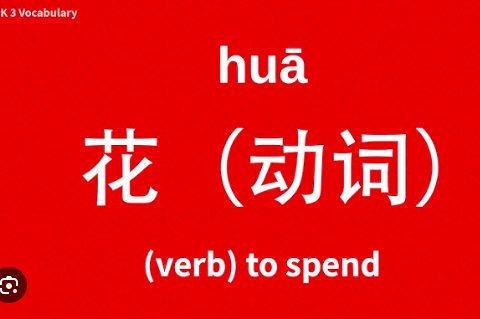 K 3 Vocabulary
huā
花（动词）
(verb) to spend